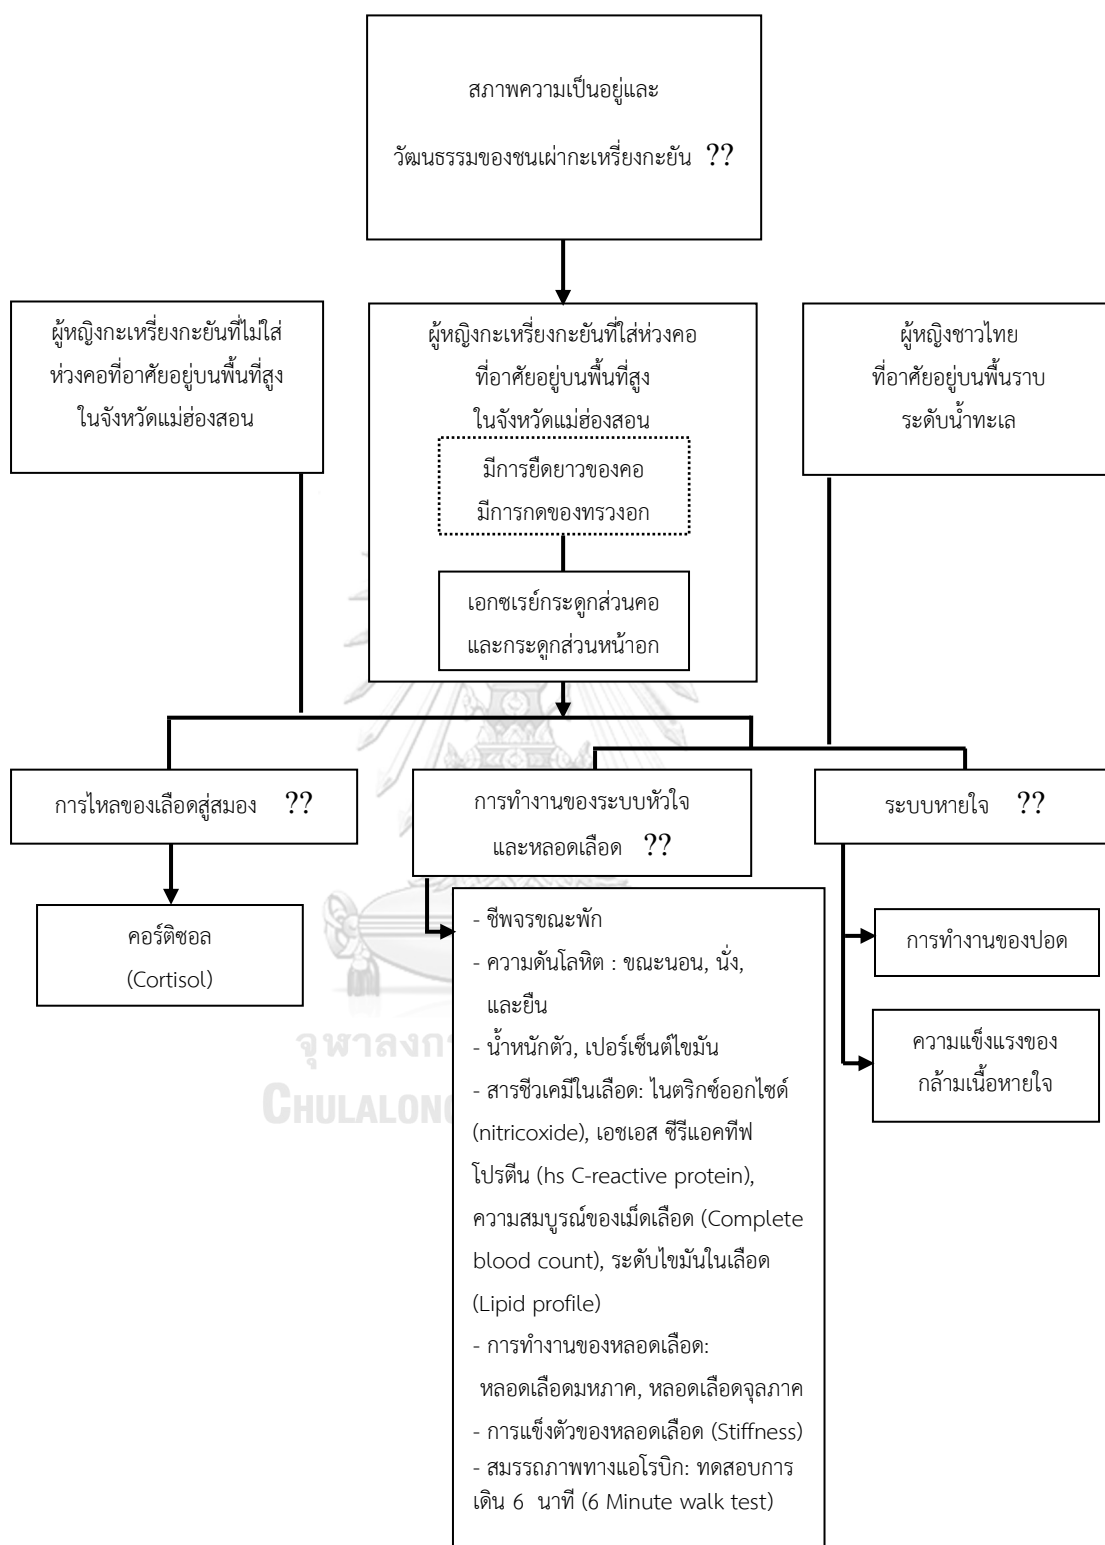 สภาพความเป็นอยู่และ
วัฒนธรรมของชนเผ่ากะเหรี่ยงกะยัน ??
ผู้หญิงกะเหรี่ยงกะยันที่ไม่ใส่
ห่วงคอที่อาศัยอยู่บนพื้นที่สูง
ในจังหวัดแม่ฮ่องสอน
ผู้หญิงกะเหรี่ยงกะยันที่ใส่ห่วงคอ
ที่อาศัยอยู่บนพื้นที่สูง
ในจังหวัดแม่ฮ่องสอน
มีการยืดยาวของคอ
มีการกดของทรวงอก
เอกซเรย์กระดูกส่วนคอ
และกระดูกส่วนหน้าอก
ผู้หญิงชาวไทย
ที่อาศัยอยู่บนพื้นราบ
ระดับน้ำทะเล
การไหลของเลือดสู่สมอง ??
คอร์ติซอล
(Cortisol)
การทำงานของระบบหัวใจ
และหลอดเลือด ??
- ชีพจรขณะพัก
- ความดันโลหิต : ขณะนอน, นั่ง,
และยืน
- น้ำหนักตัว, เปอร์เซ็นต์ไขมัน
- สารชีวเคมีในเลือด: ไนตริกซ์ออกไซด์
(nitricoxide), เอชเอส ซีรีแอคทีฟ
โปรตีน (hs C-reactive protein),
ความสมบูรณ์ของเม็ดเลือด (Complete
blood count), ระดับไขมันในเลือด
(Lipid profile)
- การทำงานของหลอดเลือด:
หลอดเลือดมหภาค, หลอดเลือดจุลภาค
- การแข็งตัวของหลอดเลือด (Stiffness)
- สมรรถภาพทางแอโรบิก: ทดสอบการ
เดิน 6 นาที (6 Minute walk test)
ระบบหายใจ ??
การทำงานของปอด
ความแข็งแรงของ
กล้ามเนื้อหายใจ
จุฬาลงก
CHULALONG